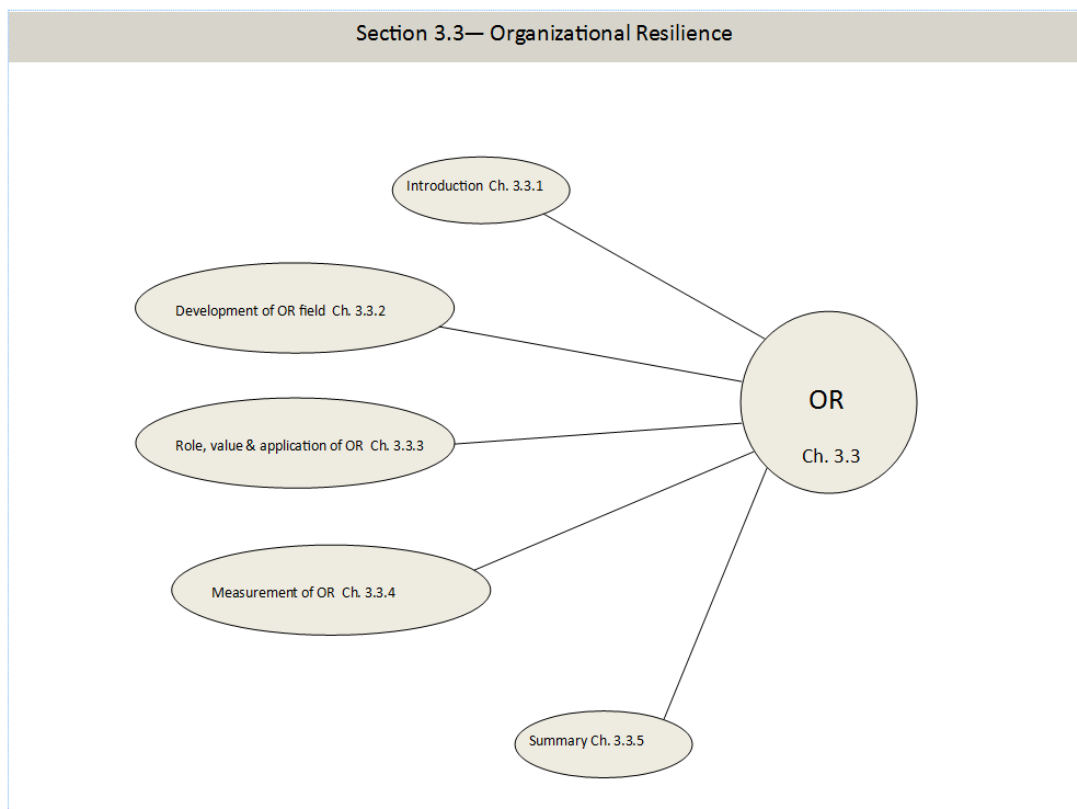 Section 3.3— Organizational Resilience
Introduction Ch. 3.3.1
Development of OR field Ch. 3.3.2
Role, value & application of OR Ch. 3.3.3
OR
Ch. 3.3
Measurement of OR Ch. 3.3.4
Summary Ch. 3.3.5